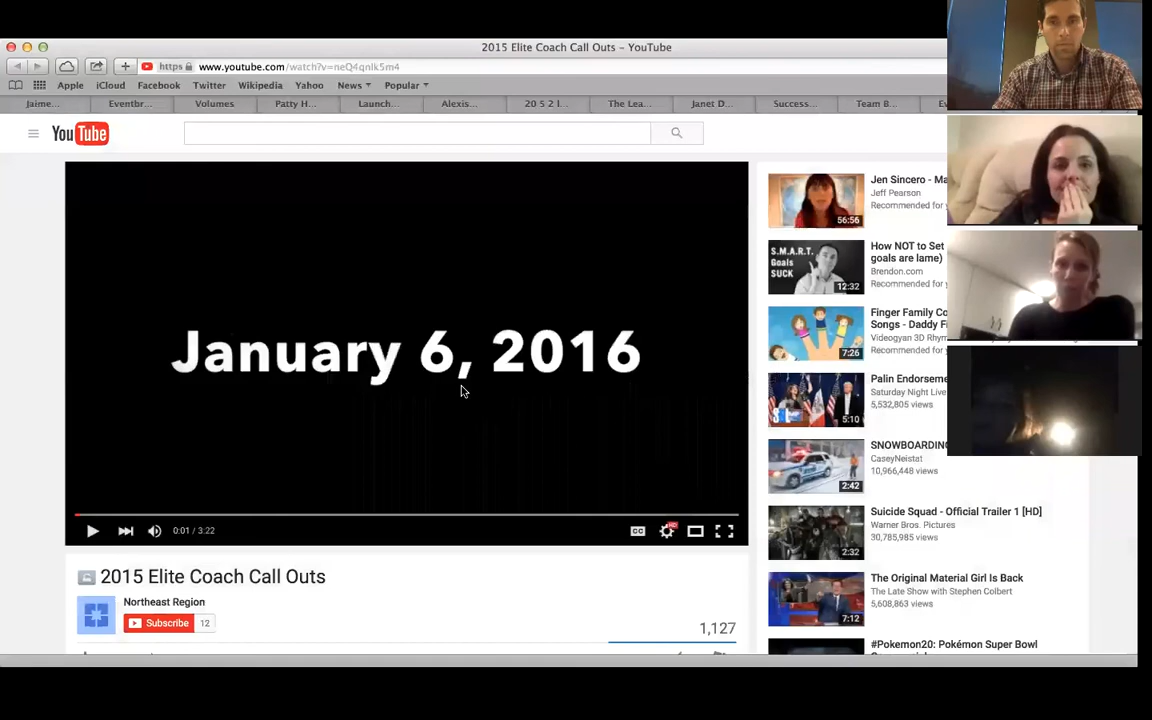 2015 Elite Coach Call Outs – YouTube
https www.youtube.com/watch?v=neQ4qnlk5m4
Apple iCloud Facebook Twitter Wikipedia Yahoo News Popular
Jaime... Eventbr... Volumes Patty H... Launch... Alexis... 20 5 2 l... The Lea... Janet D... Success... Team B...
YouTube
January 6, 2016
0:01 / 3:22
CC HD
2015 Elite Coach Call Outs
Northeast Region
Subscribe 12
1,127
56:56
Jen Sincero - Ma
Jeff Pearson
Recommended for
S.M.A.R.T.
Goals
SUCK
12:32
How NOT to Set
goals are lame)
Brendon.com
Recommended for
7:26
Finger Family Co
Songs - Daddy Fi
Videogyan 3D Rhym
Recommended for
5:10
Palin Endorseme
Saturday Night Live
5,532,805 views
2:42
SNOWBOARDING
CaseyNeistat
10,966,448 views
2:32
Suicide Squad - Official Trailer 1 [HD]
Warner Bros. Pictures
30,785,985 views
7:12
The Original Material Girl Is Back
The Late Show with Stephen Colbert
5,608,863 views
#Pokemon20: Pokémon Super Bowl